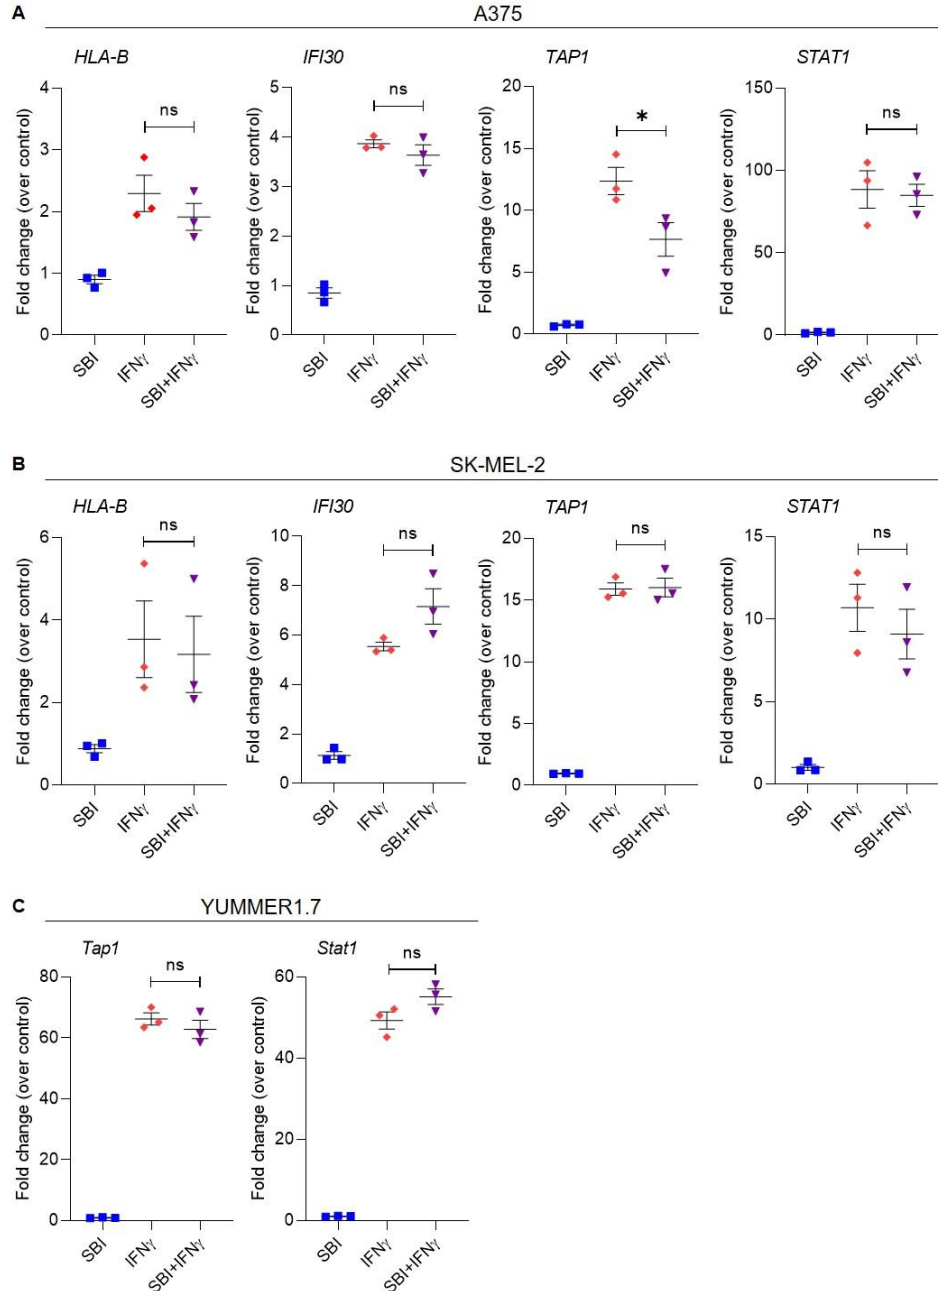 A
A375
HLA-B
IFI30
TAP1
STAT1
Fold change (over control)
4
3
2
1
0
ns
SBI
IFNγ
SBI+IFNγ
Fold change (over control)
5
4
3
2
1
0
ns
SBI
IFNγ
SBI+IFNγ
Fold change (over control)
20
15
10
5
0
*
SBI
IFNγ
SBI+IFNγ
Fold change (over control)
150
100
50
0
ns
SBI
IFNγ
SBI+IFNγ
B
SK-MEL-2
HLA-B
IFI30
TAP1
STAT1
Fold change (over control)
6
4
2
0
ns
SBI
IFNγ
SBI+IFNγ
Fold change (over control)
10
8
6
4
2
0
ns
SBI
IFNγ
SBI+IFNγ
Fold change (over control)
20
15
10
5
0
ns
SBI
IFNγ
SBI+IFNγ
Fold change (over control)
15
10
5
0
ns
SBI
IFNγ
SBI+IFNγ
C
YUMMER1.7
Tap1
Stat1
Fold change (over control)
80
60
40
20
0
ns
SBI
IFNγ
SBI+IFNγ
Fold change (over control)
60
40
20
0
ns
SBI
IFNγ
SBI+IFNγ